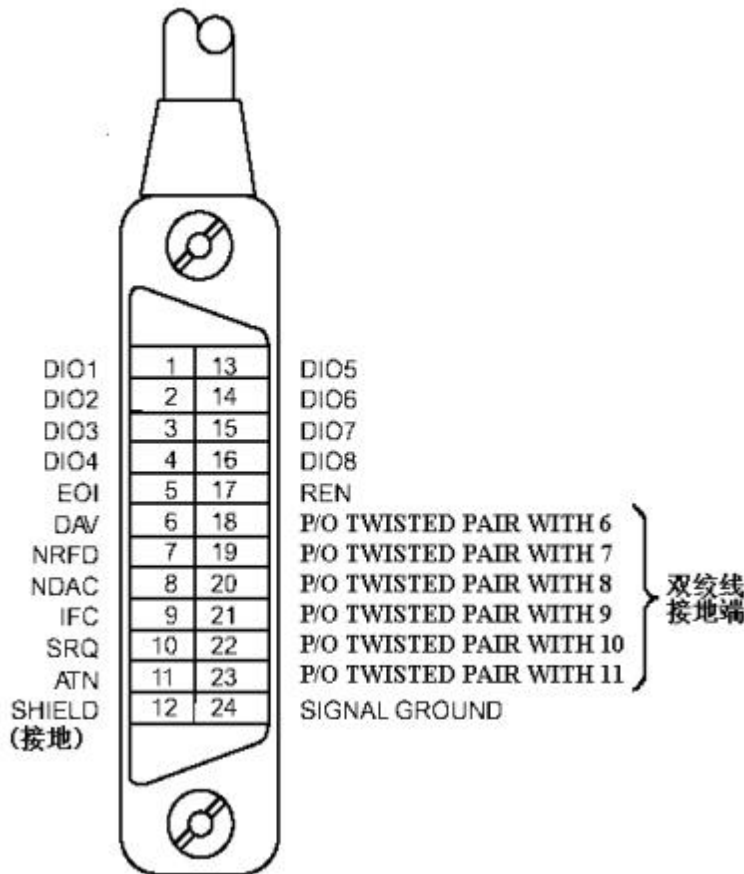 DIO1 1 13 DIO5
DIO2 2 14 DIO6
DIO3 3 15 DIO7
DIO4 4 16 DIO8
EOI 5 17 REN
DAV 6 18 P/O TWISTED PAIR WITH 6
NRFD 7 19 P/O TWISTED PAIR WITH 7
NDAC 8 20 P/O TWISTED PAIR WITH 8
IFC 9 21 P/O TWISTED PAIR WITH 9
SRQ 10 22 P/O TWISTED PAIR WITH 10
ATN 11 23 P/O TWISTED PAIR WITH 11
SHIELD 12 24 SIGNAL GROUND
(接地)
双绞线
接地端